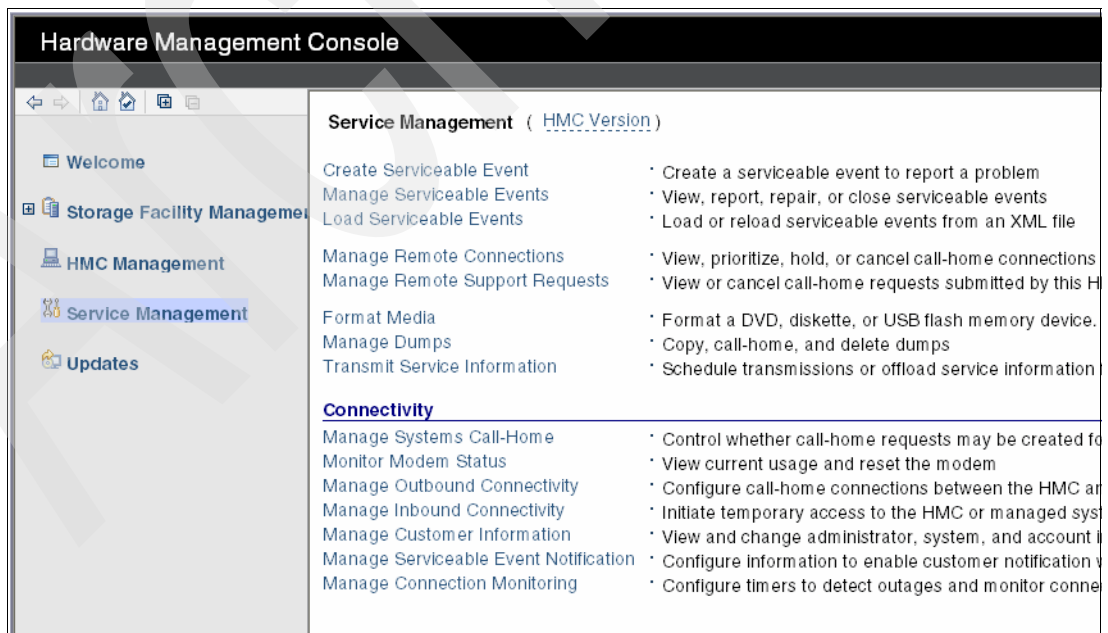 Hardware Management Console
Service Management ( HMC Version )
Welcome
Storage Facility Managemen
HMC Management
Service Management
Updates
Create Serviceable Event · Create a serviceable event to report a problem
Manage Serviceable Events · View, report, repair, or close serviceable events
Load Serviceable Events · Load or reload serviceable events from an XML file
Manage Remote Connections · View, prioritize, hold, or cancel call-home connections
Manage Remote Support Requests · View or cancel call-home requests submitted by this H
Format Media · Format a DVD, diskette, or USB flash memory device.
Manage Dumps · Copy, call-home, and delete dumps
Transmit Service Information · Schedule transmissions or offload service information
Connectivity
Manage Systems Call-Home · Control whether call-home requests may be created fo
Monitor Modem Status · View current usage and reset the modem
Manage Outbound Connectivity · Configure call-home connections between the HMC an
Manage Inbound Connectivity · Initiate temporary access to the HMC or managed syst
Manage Customer Information · View and change administrator, system, and account i
Manage Serviceable Event Notification · Configure information to enable customer notification
Manage Connection Monitoring · Configure timers to detect outages and monitor conne